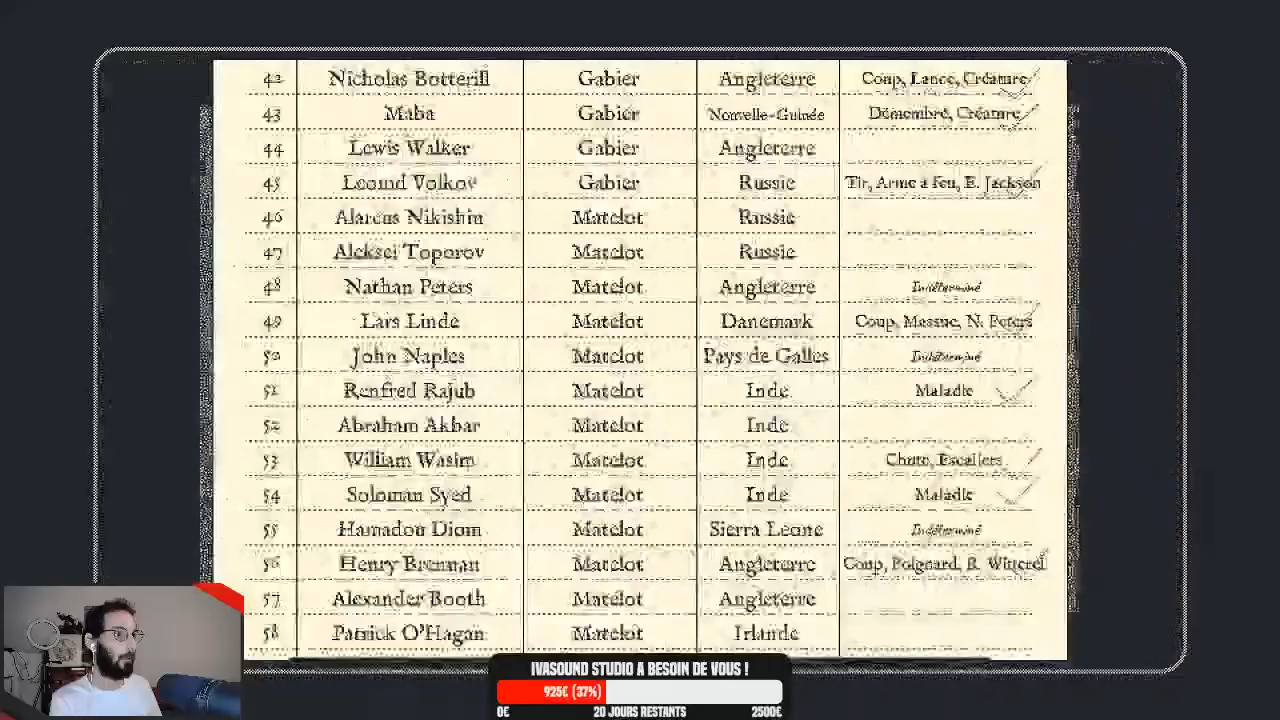 42 Nicholas Botterill Gabier Angleterre Coup, Lance, Créature
43 Maba Gabier Nouvelle-Guinée Démembré, Créature
44 Lewis Walker Gabier Angleterre
45 Leonid Volkov Gabier Russie Tir, Arme à feu, E. Jackson
46 Alarcus Nikishin Matelot Russie
47 Aleksei Toporov Matelot Russie
48 Nathan Peters Matelot Angleterre Indéterminé
49 Lars Linde Matelot Danemark Coup, Massue, N. Peters
50 John Naples Matelot Pays de Galles Indéterminé
51 Renfred Rajub Matelot Inde Maladie
52 Abraham Akbar Matelot Inde
53 William Wasim Matelot Inde Chute, Escaliers
54 Soloman Syed Matelot Inde Maladie
55 Hamadou Diom Matelot Sierra Leone Indéterminé
56 Henry Brennan Matelot Angleterre Coup, Poignard, R. Witterel
57 Alexander Booth Matelot Angleterre
58 Patrick O'Hagan Matelot Irlande
IVASOUND STUDIO A BESOIN DE VOUS !
925€ (37%)
0€ 20 JOURS RESTANTS 2500€